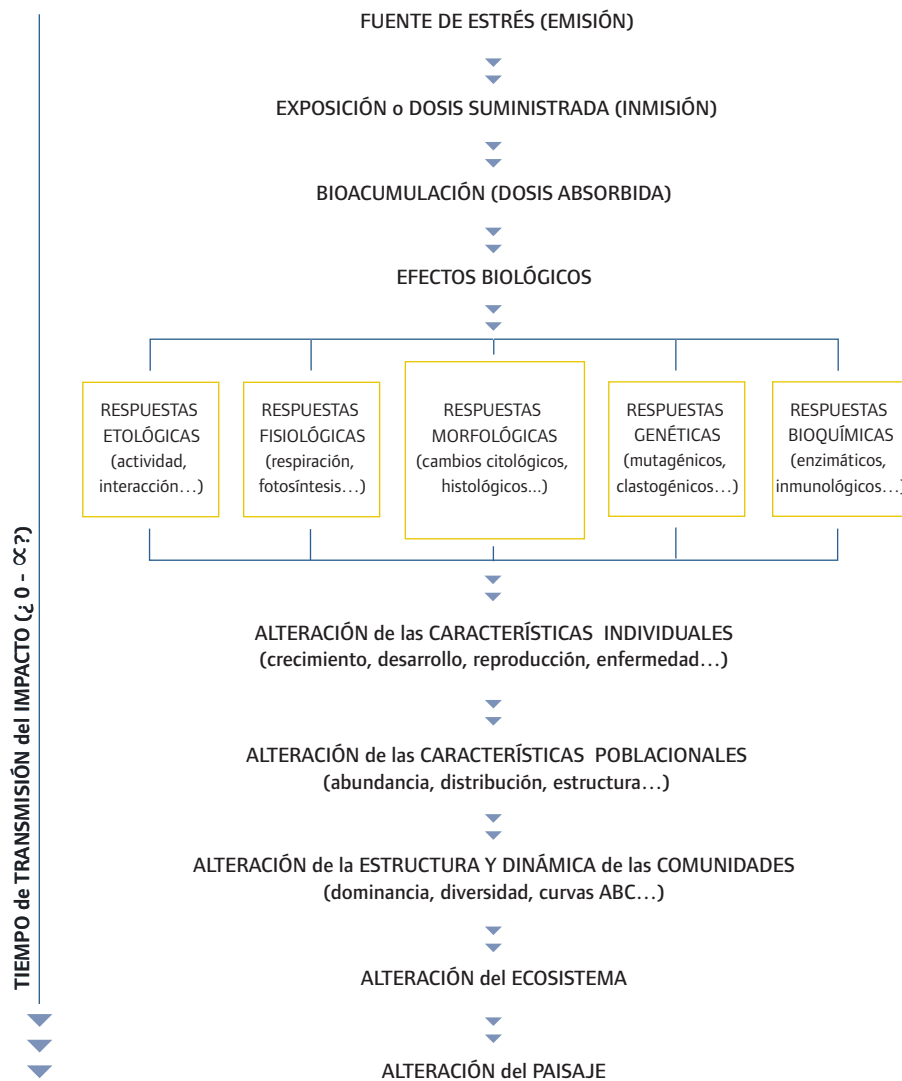 FUENTE DE ESTRÉS (EMISIÓN)
EXPOSICIÓN o DOSIS SUMINISTRADA (INMISIÓN)
BIOACUMULACIÓN (DOSIS ABSORBIDA)
EFECTOS BIOLÓGICOS
RESPUESTAS
ETOLÓGICAS
(actividad,
interacción…)
RESPUESTAS
FISIOLÓGICAS
(respiración,
fotosíntesis…)
RESPUESTAS
MORFOLÓGICAS
(cambios citológicos,
histológicos...)
RESPUESTAS
GENÉTICAS
(mutagénicos,
clastogénicos…)
RESPUESTAS
BIOQUÍMICAS
(enzimáticos,
inmunológicos…)
ALTERACIÓN de las CARACTERÍSTICAS INDIVIDUALES
(crecimiento, desarrollo, reproducción, enfermedad…)
ALTERACIÓN de las CARACTERÍSTICAS POBLACIONALES
(abundancia, distribución, estructura…)
ALTERACIÓN de la ESTRUCTURA Y DINÁMICA de las COMUNIDADES
(dominancia, diversidad, curvas ABC…)
ALTERACIÓN del ECOSISTEMA
ALTERACIÓN del PAISAJE
TIEMPO de TRANSMISIÓN del IMPACTO (¿ 0 - ∝?)